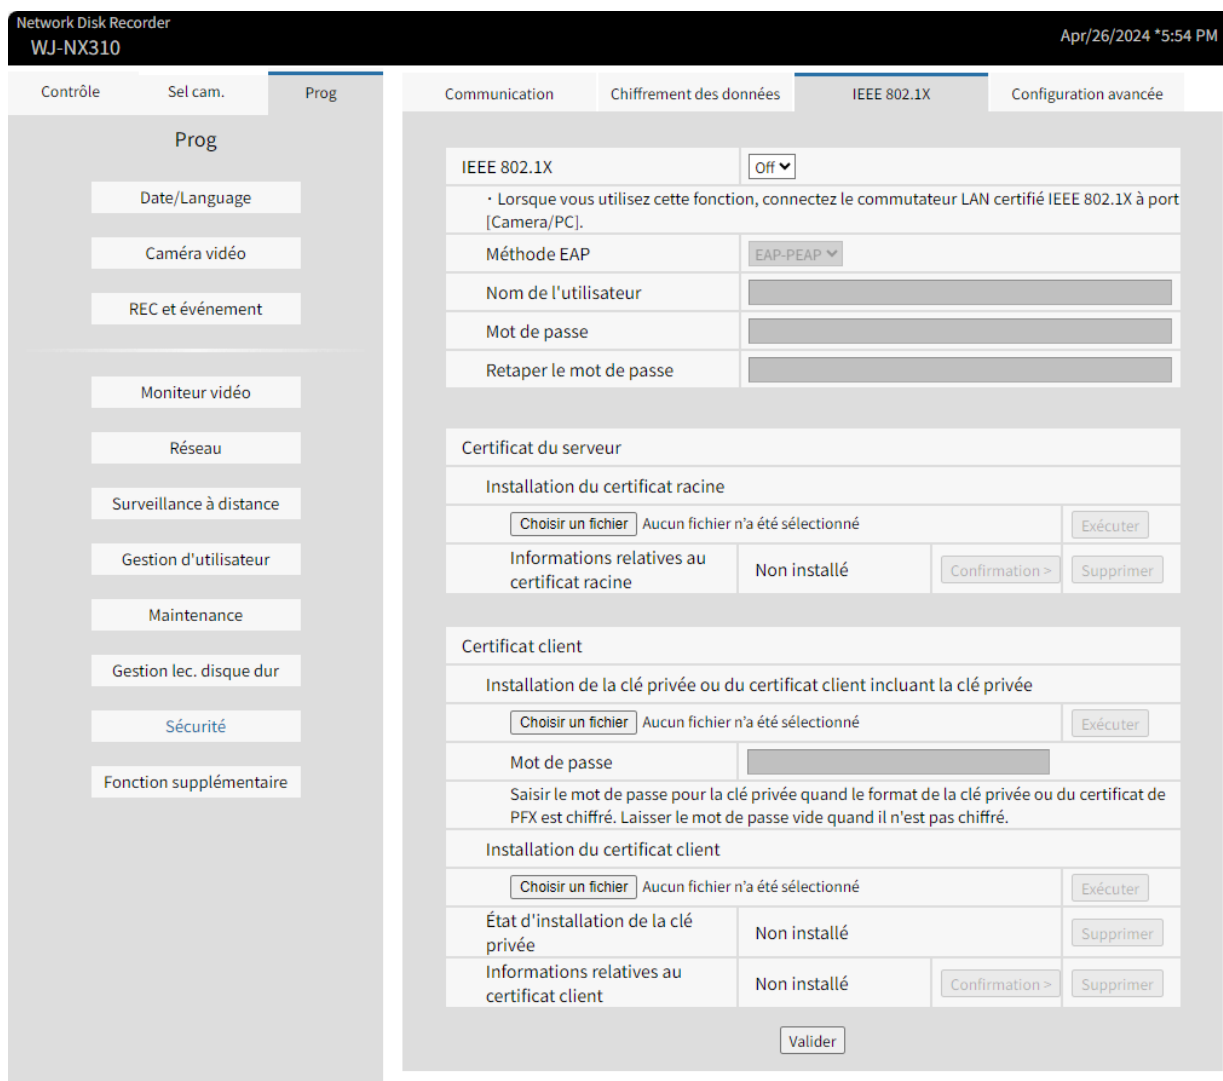 Network Disk Recorder
WJ-NX310
Apr/26/2024 *5:54 PM
Contrôle
Sel cam.
Prog
Prog
Date/Language
Caméra vidéo
REC et événement
Moniteur vidéo
Réseau
Surveillance à distance
Gestion d'utilisateur
Maintenance
Gestion lec. disque dur
Sécurité
Fonction supplémentaire
Communication
Chiffrement des données
IEEE 802.1X
Configuration avancée
IEEE 802.1X
Off
・Lorsque vous utilisez cette fonction, connectez le commutateur LAN certifié IEEE 802.1X à port
[Camera/PC].
Méthode EAP
EAP-PEAP
Nom de l'utilisateur
Mot de passe
Retaper le mot de passe
Certificat du serveur
Installation du certificat racine
Choisir un fichier Aucun fichier n'a été sélectionné
Exécuter
Informations relatives au
certificat racine
Non installé
Confirmation >
Supprimer
Certificat client
Installation de la clé privée ou du certificat client incluant la clé privée
Choisir un fichier Aucun fichier n'a été sélectionné
Exécuter
Mot de passe
Saisir le mot de passe pour la clé privée quand le format de la clé privée ou du certificat de
PFX est chiffré. Laisser le mot de passe vide quand il n'est pas chiffré.
Installation du certificat client
Choisir un fichier Aucun fichier n'a été sélectionné
Exécuter
État d'installation de la clé
privée
Non installé
Supprimer
Informations relatives au
certificat client
Non installé
Confirmation >
Supprimer
Valider